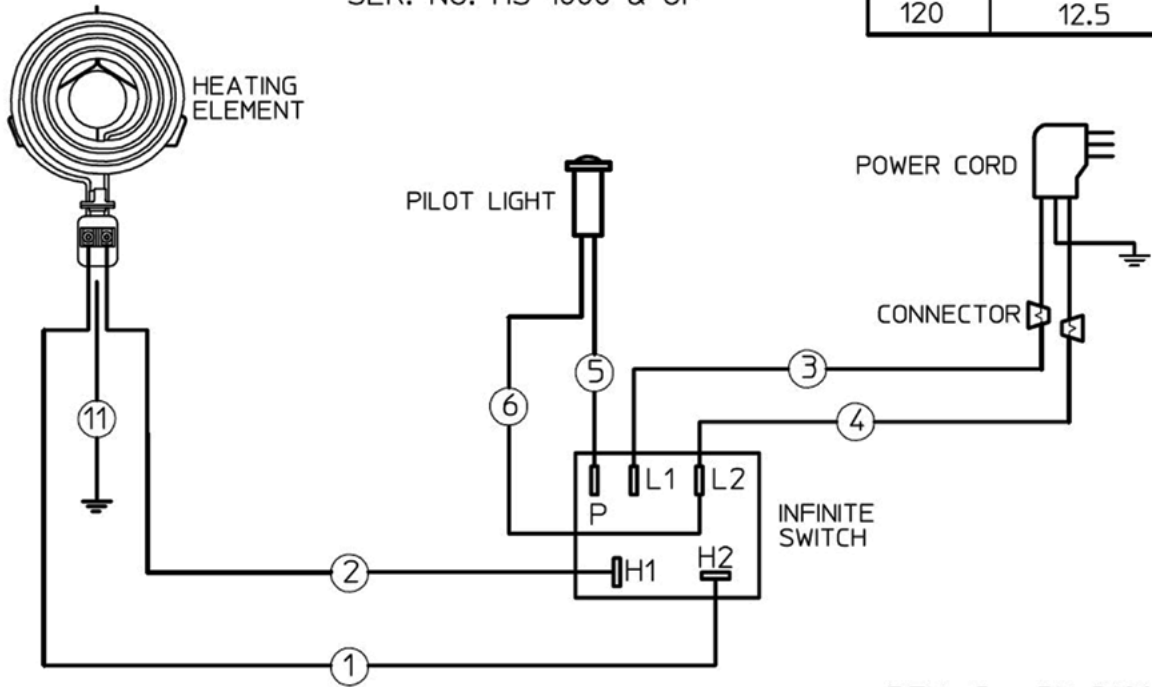 120 12.5
HEATING
ELEMENT
PILOT LIGHT
POWER CORD
CONNECTOR
3
5
6
4
11
P
L1
L2
INFINITE
SWITCH
H1
H2
2
1